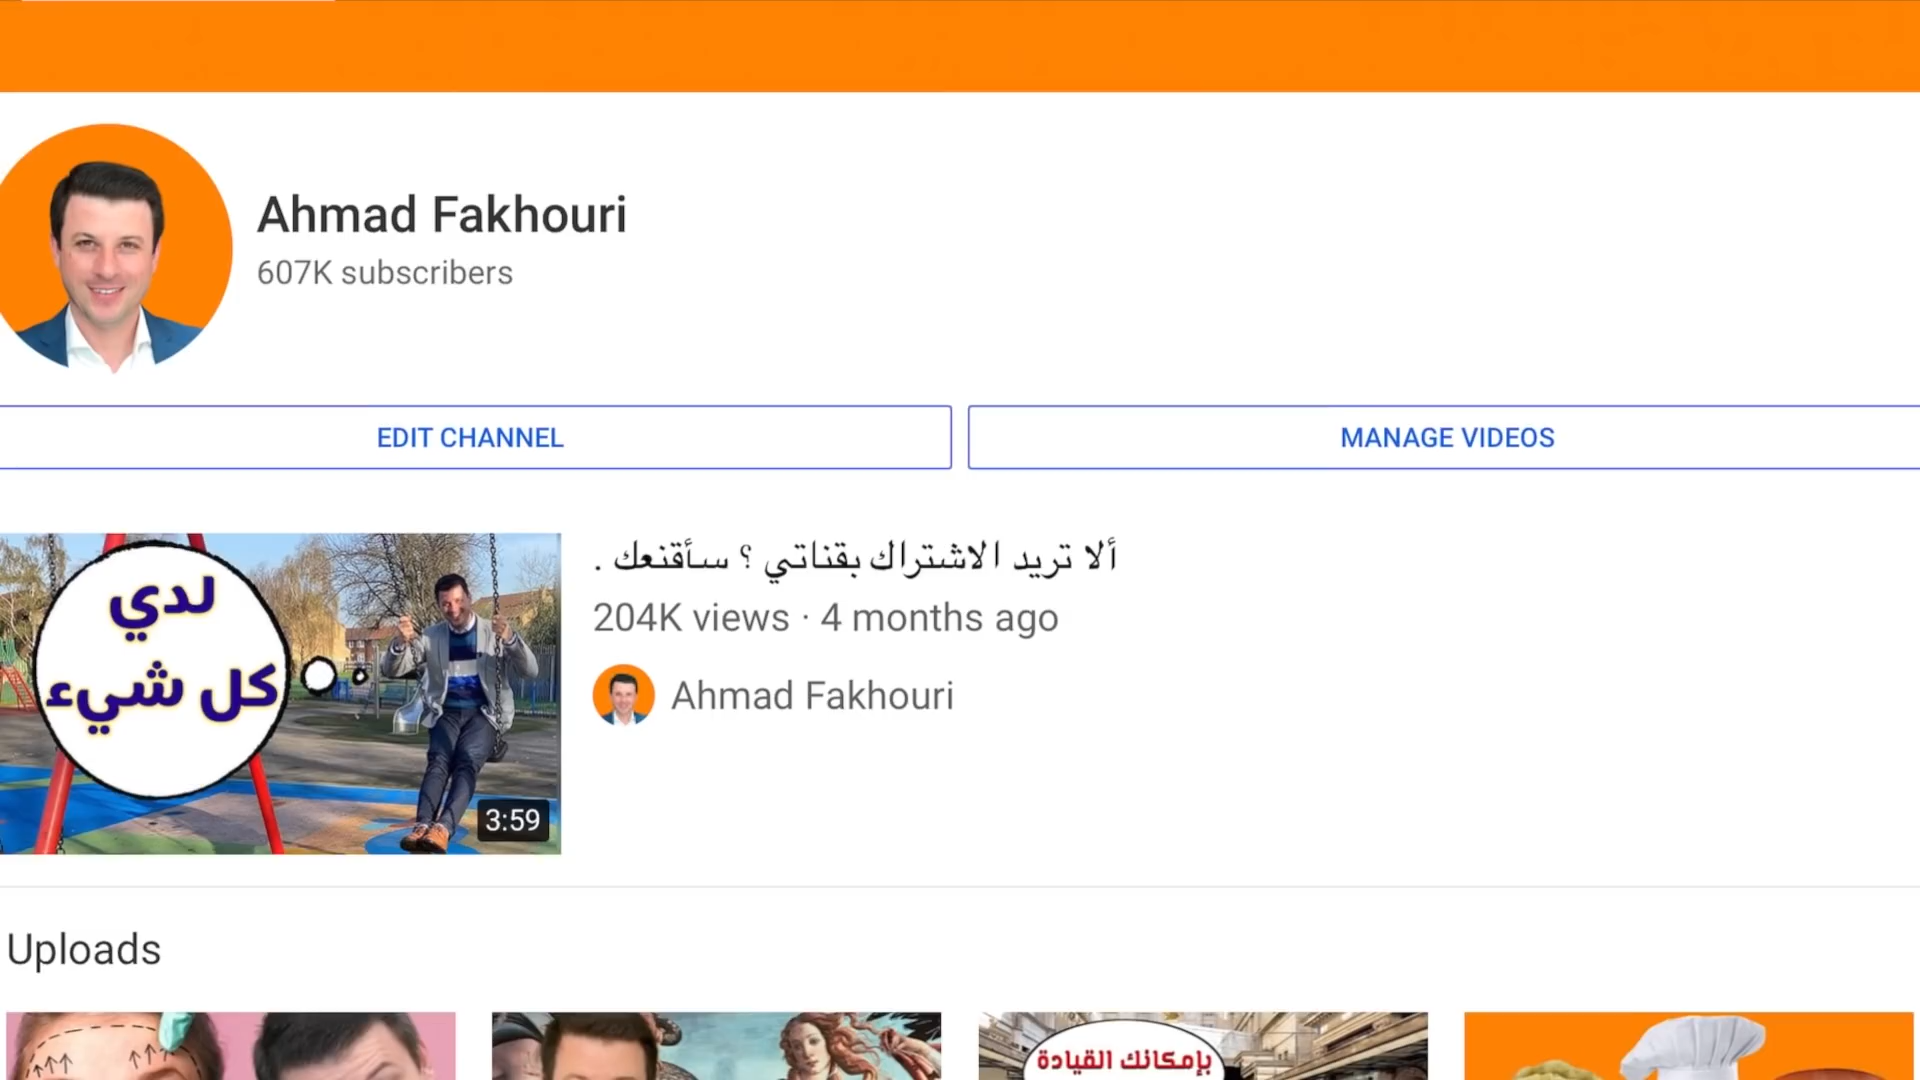 Ahmad Fakhouri
607K subscribers
EDIT CHANNEL
MANAGE VIDEOS
لدي
كل شيء
3:59
ألا تريد الاشتراك بقناتي ؟ سأقنعك .
204K views · 4 months ago
Ahmad Fakhouri
Uploads
بإمكانك القيادة